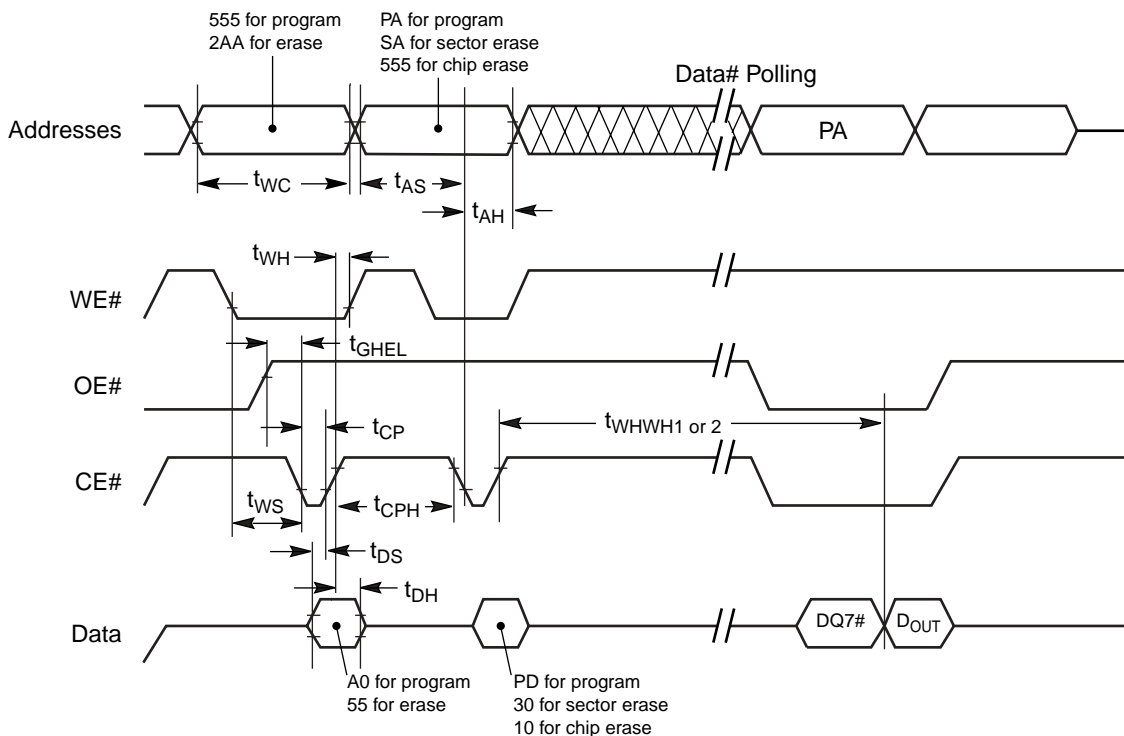 555 for program
2AA for erase
PA for program
SA for sector erase
555 for chip erase
Data# Polling
Addresses
PA
tWC
tAS
tAH
tWH
WE#
tGHEL
OE#
tCP
tWHWH1 or 2
CE#
tWS
tCPH
tDS
tDH
Data
DQ7#
DOUT
A0 for program
55 for erase
PD for program
30 for sector erase
10 for chip erase